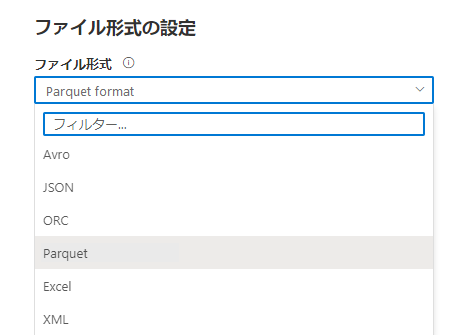 ファイル形式の設定
ファイル形式
Parquet format
フィルター...
Avro
JSON
ORC
Parquet
Excel
XML